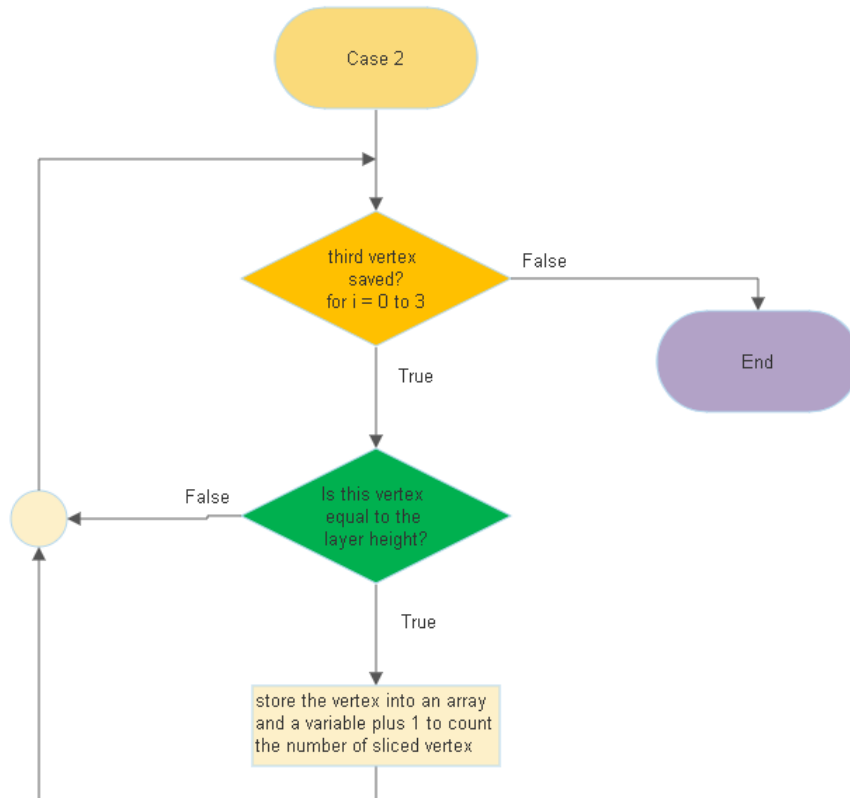 Case 2
third vertex
saved?
for i = 0 to 3
False
End
True
Is this vertex
equal to the
layer height?
False
True
store the vertex into an array
and a variable plus 1 to count
the number of sliced vertex